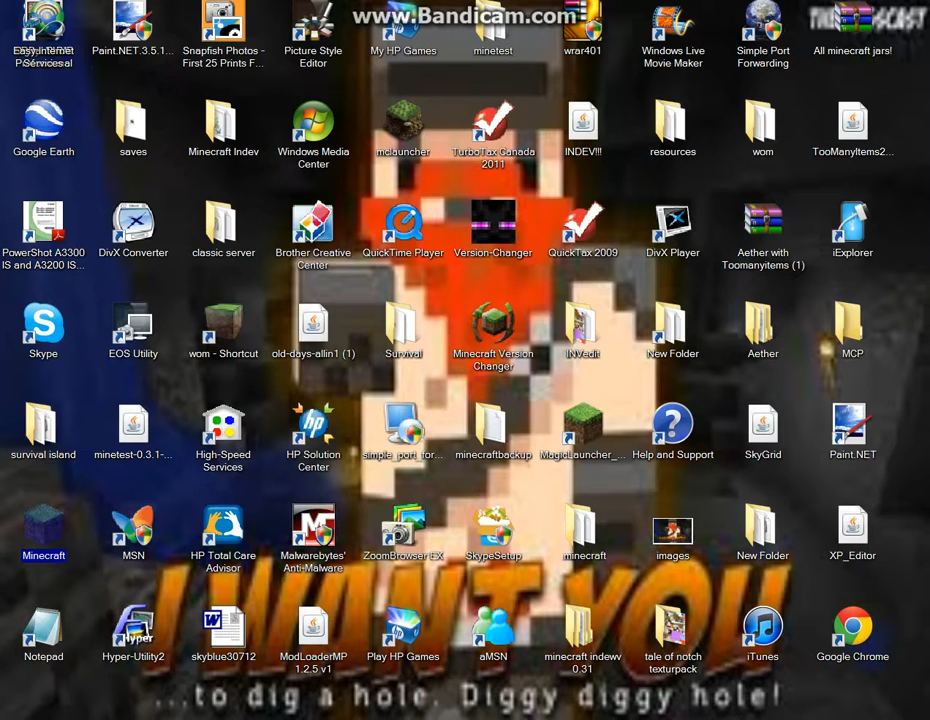 www.Bandicam.com
Paint.NET.3.5.1...
Snapfish Photos -
First 25 Prints F...
Picture Style
Editor
My HP Games
minetest
wrar401
Windows Live
Movie Maker
Simple Port
Forwarding
All minecraft jars!
Google Earth
saves
Minecraft Indev
Windows Media
Center
mclauncher
TurboTax Canada
2011
INDEV!!!
resources
wom
TooManyItems2...
PowerShot A3300
IS and A3200 IS...
DivX Converter
classic server
Brother Creative
Center
QuickTime Player
Version-Changer
QuickTax 2009
DivX Player
Aether with
Toomanyitems (1)
iExplorer
Skype
EOS Utility
wom - Shortcut
old-days-allin1 (1)
Survival
Minecraft Version
Changer
INVedit
New Folder
Aether
MCP
survival island
minetest-0.3.1-...
High-Speed
Services
HP Solution
Center
simple_port_for...
minecraftbackup
MagicLauncher_...
Help and Support
SkyGrid
Paint.NET
Minecraft
MSN
HP Total Care
Advisor
Malwarebytes'
Anti-Malware
ZoomBrowser EX
SkypeSetup
minecraft
images
New Folder
XP_Editor
I WANT YOU
Notepad
Hyper-Utility2
skyblue30712
ModLoaderMP
1.2.5 v1
Play HP Games
aMSN
minecraft indewv
0.31
tale of notch
texturpack
iTunes
Google Chrome
...to dig a hole. Diggy diggy hole!